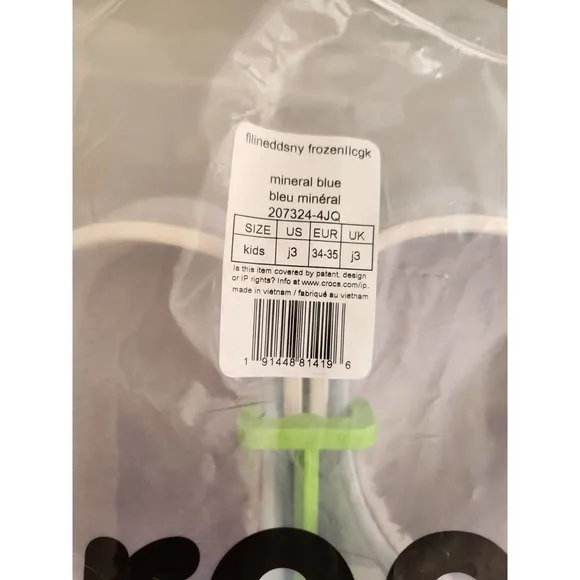 fllineddsny frozenIIcgk
mineral blue
bleu minéral
207324-4JQ
SIZE US EUR UK
kids j3 34-35 j3
Is this item covered by patent, design
or IP rights? Info at www.crocs.com/ip.
made in vietnam / fabriqué au vietnam
1 91448 81419 6
roc